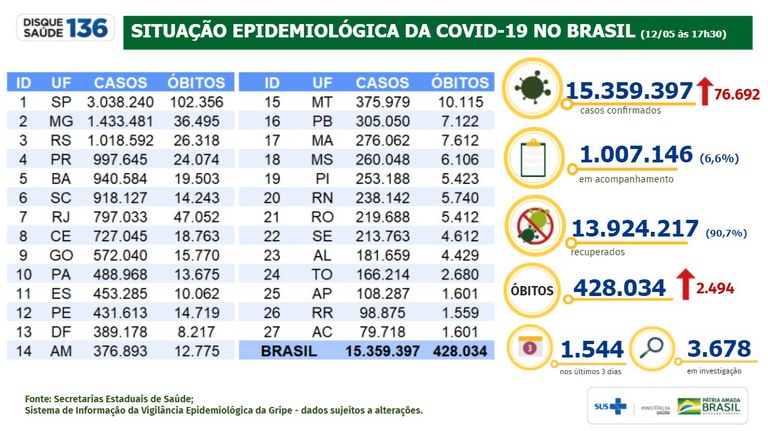 DISQUE
SAÚDE 136
SITUAÇÃO EPIDEMIOLÓGICA DA COVID-19 NO BRASIL (12/05 às 17h30)
ID UF CASOS ÓBITOS
1 SP 3.038.240 102.356
2 MG 1.433.481 36.495
3 RS 1.018.592 26.318
4 PR 997.645 24.074
5 BA 940.584 19.503
6 SC 918.127 14.243
7 RJ 797.033 47.052
8 CE 727.045 18.763
9 GO 572.040 15.770
10 PA 488.968 13.675
11 ES 453.285 10.062
12 PE 431.613 14.719
13 DF 389.178 8.217
14 AM 376.893 12.775
ID UF CASOS ÓBITOS
15 MT 375.979 10.115
16 PB 305.050 7.122
17 MA 276.062 7.612
18 MS 260.048 6.106
19 PI 253.188 5.423
20 RN 238.142 5.740
21 RO 219.688 5.412
22 SE 213.763 4.612
23 AL 181.659 4.429
24 TO 166.214 2.680
25 AP 108.287 1.601
26 RR 98.875 1.559
27 AC 79.718 1.601
BRASIL 15.359.397 428.034
15.359.397 76.692
casos confirmados
1.007.146 (6,6%)
em acompanhamento
13.924.217 (90,7%)
recuperados
ÓBITOS 428.034 2.494
3 1.544
nos últimos 3 dias
3.678
em investigação
Fonte: Secretarias Estaduais de Saúde;
Sistema de Informação da Vigilância Epidemiológica da Gripe - dados sujeitos a alterações.
SUS
MINISTÉRIO DA
SAÚDE
PÁTRIA AMADA
BRASIL
GOVERNO FEDERAL